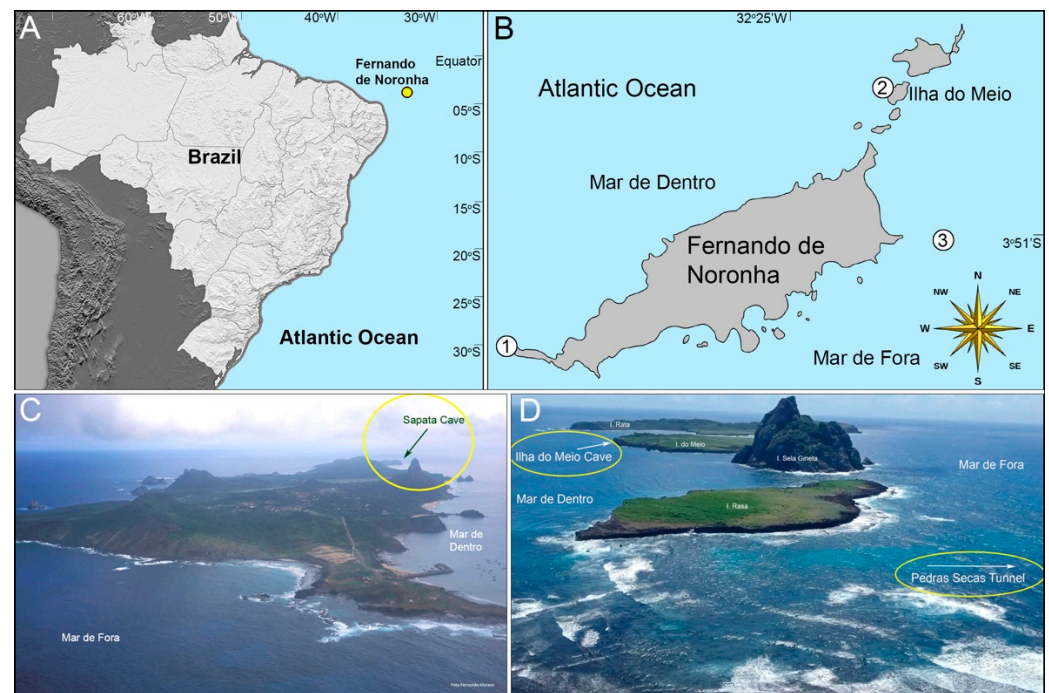 A
60°W
50°W
40°W
30°W
Equator
Fernando
de Noronha
05°S
Brazil
10°S
15°S
20°S
25°S
Atlantic Ocean
30°S
B
32°25'W
Atlantic Ocean
2
Ilha do Meio
Mar de Dentro
Fernando de
Noronha
3
3°51'S
N
NW
NE
W
E
SW
SE
S
1
Mar de Fora
C
Sapata Cave
Mar de
Dentro
Mar de Fora
Foto Fernando Moraes
D
I. Rata
I. do Meio
Ilha do Meio Cave
I. Sela Gineta
Mar de Fora
Mar de Dentro
I. Rasa
Pedras Secas Tunnel